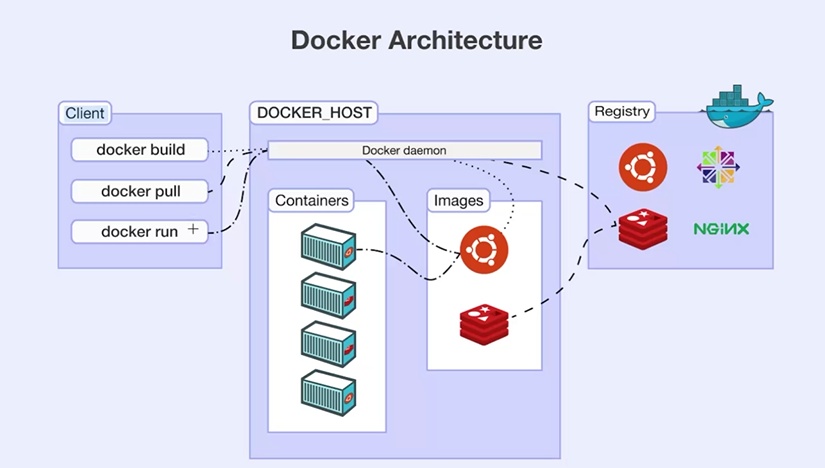 Docker Architecture
Client
docker build
docker pull
docker run
DOCKER_HOST
Docker daemon
Containers
Images
Registry
NGINX